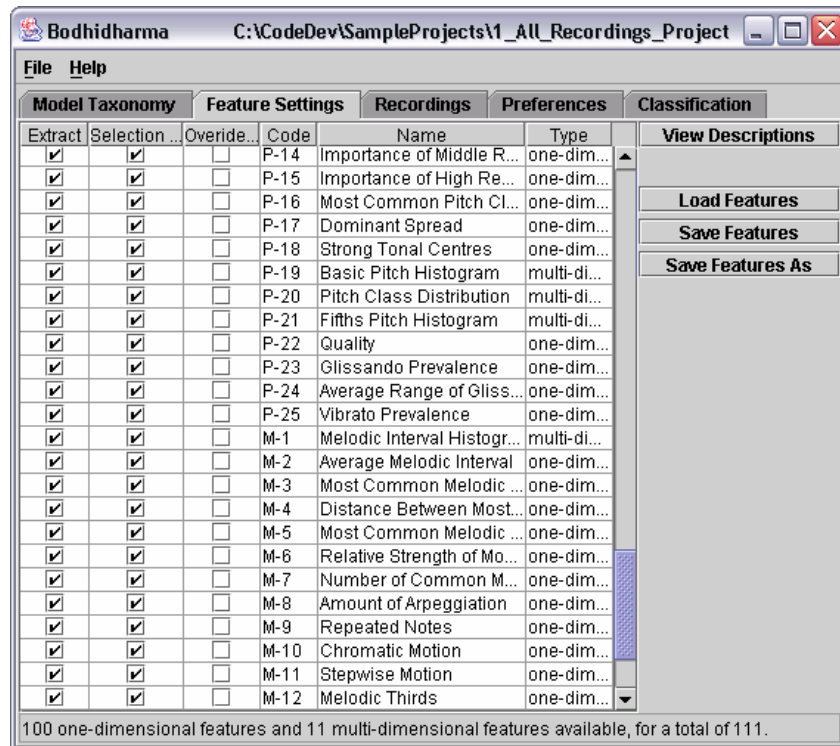 Bodhidharma C:\CodeDev\SampleProjects\1_All_Recordings_Project
File Help
Model Taxonomy Feature Settings Recordings Preferences Classification
Extract Selection ... Overide... Code Name Type View Descriptions
P-14 Importance of Middle R... one-dim...
P-15 Importance of High Re... one-dim...
P-16 Most Common Pitch Cl... one-dim... Load Features
P-17 Dominant Spread one-dim... Save Features
P-18 Strong Tonal Centres one-dim...
P-19 Basic Pitch Histogram multi-di... Save Features As
P-20 Pitch Class Distribution multi-di...
P-21 Fifths Pitch Histogram multi-di...
P-22 Quality one-dim...
P-23 Glissando Prevalence one-dim...
P-24 Average Range of Gliss... one-dim...
P-25 Vibrato Prevalence one-dim...
M-1 Melodic Interval Histogr... multi-di...
M-2 Average Melodic Interval one-dim...
M-3 Most Common Melodic ... one-dim...
M-4 Distance Between Most... one-dim...
M-5 Most Common Melodic ... one-dim...
M-6 Relative Strength of Mo... one-dim...
M-7 Number of Common M... one-dim...
M-8 Amount of Arpeggiation one-dim...
M-9 Repeated Notes one-dim...
M-10 Chromatic Motion one-dim...
M-11 Stepwise Motion one-dim...
M-12 Melodic Thirds one-dim...
100 one-dimensional features and 11 multi-dimensional features available, for a total of 111.